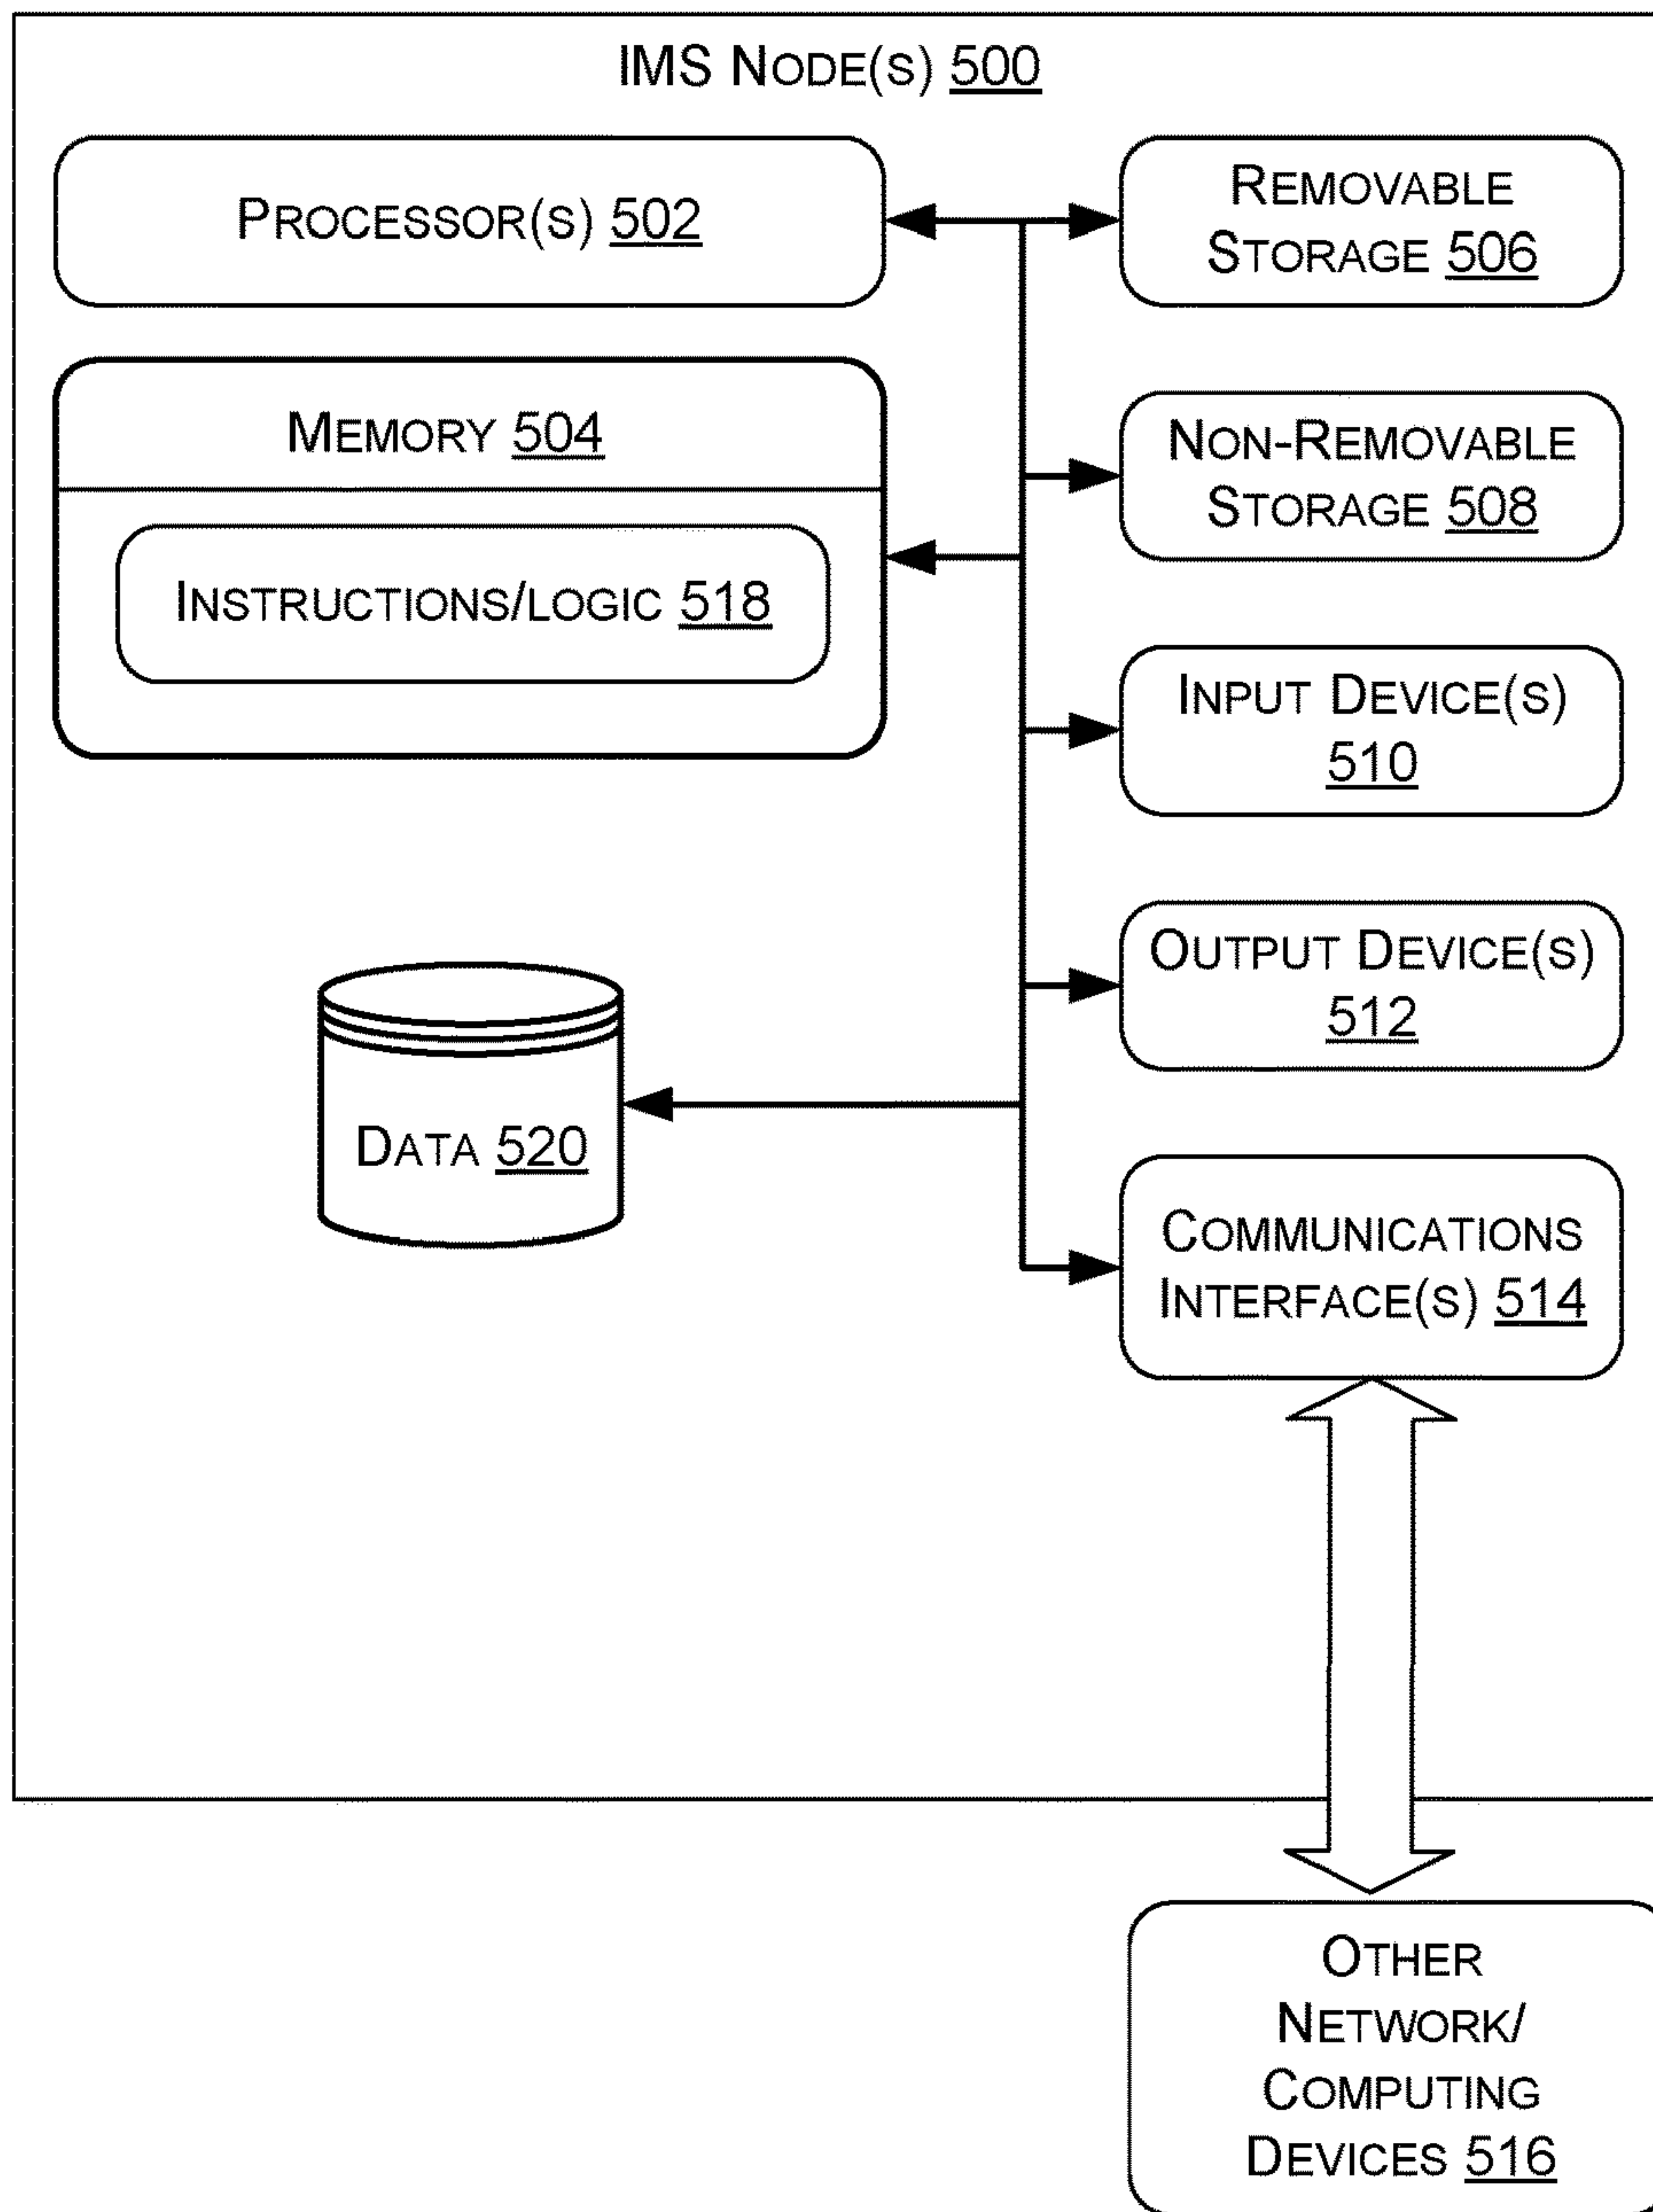 IMS NODE(S) 500
PROCESSOR(S) 502
MEMORY 504
INSTRUCTIONS/LOGIC 518
DATA 520
REMOVABLE
STORAGE 506
NON-REMOVABLE
STORAGE 508
INPUT DEVICE(S)
510
OUTPUT DEVICE(S)
512
COMMUNICATIONS
INTERFACE(S) 514
OTHER
NETWORK/
COMPUTING
DEVICES 516